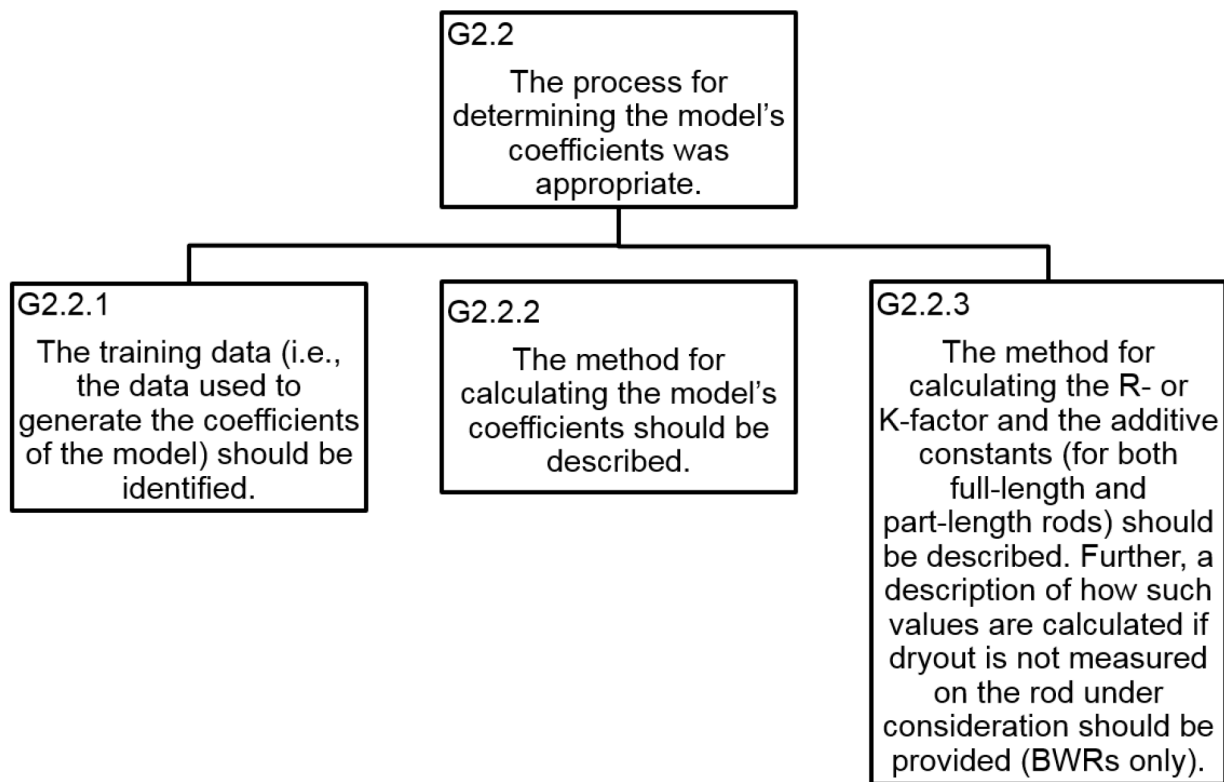 G2.2
The process for
determining the model's
coefficients was
appropriate.
G2.2.1
The training data (i.e.,
the data used to
generate the coefficients
of the model) should be
identified.
G2.2.2
The method for
calculating the model's
coefficients should be
described.
G2.2.3
The method for
calculating the R- or
K-factor and the additive
constants (for both
full-length and
part-length rods) should
be described. Further, a
description of how such
values are calculated if
dryout is not measured
on the rod under
consideration should be
provided (BWRs only).